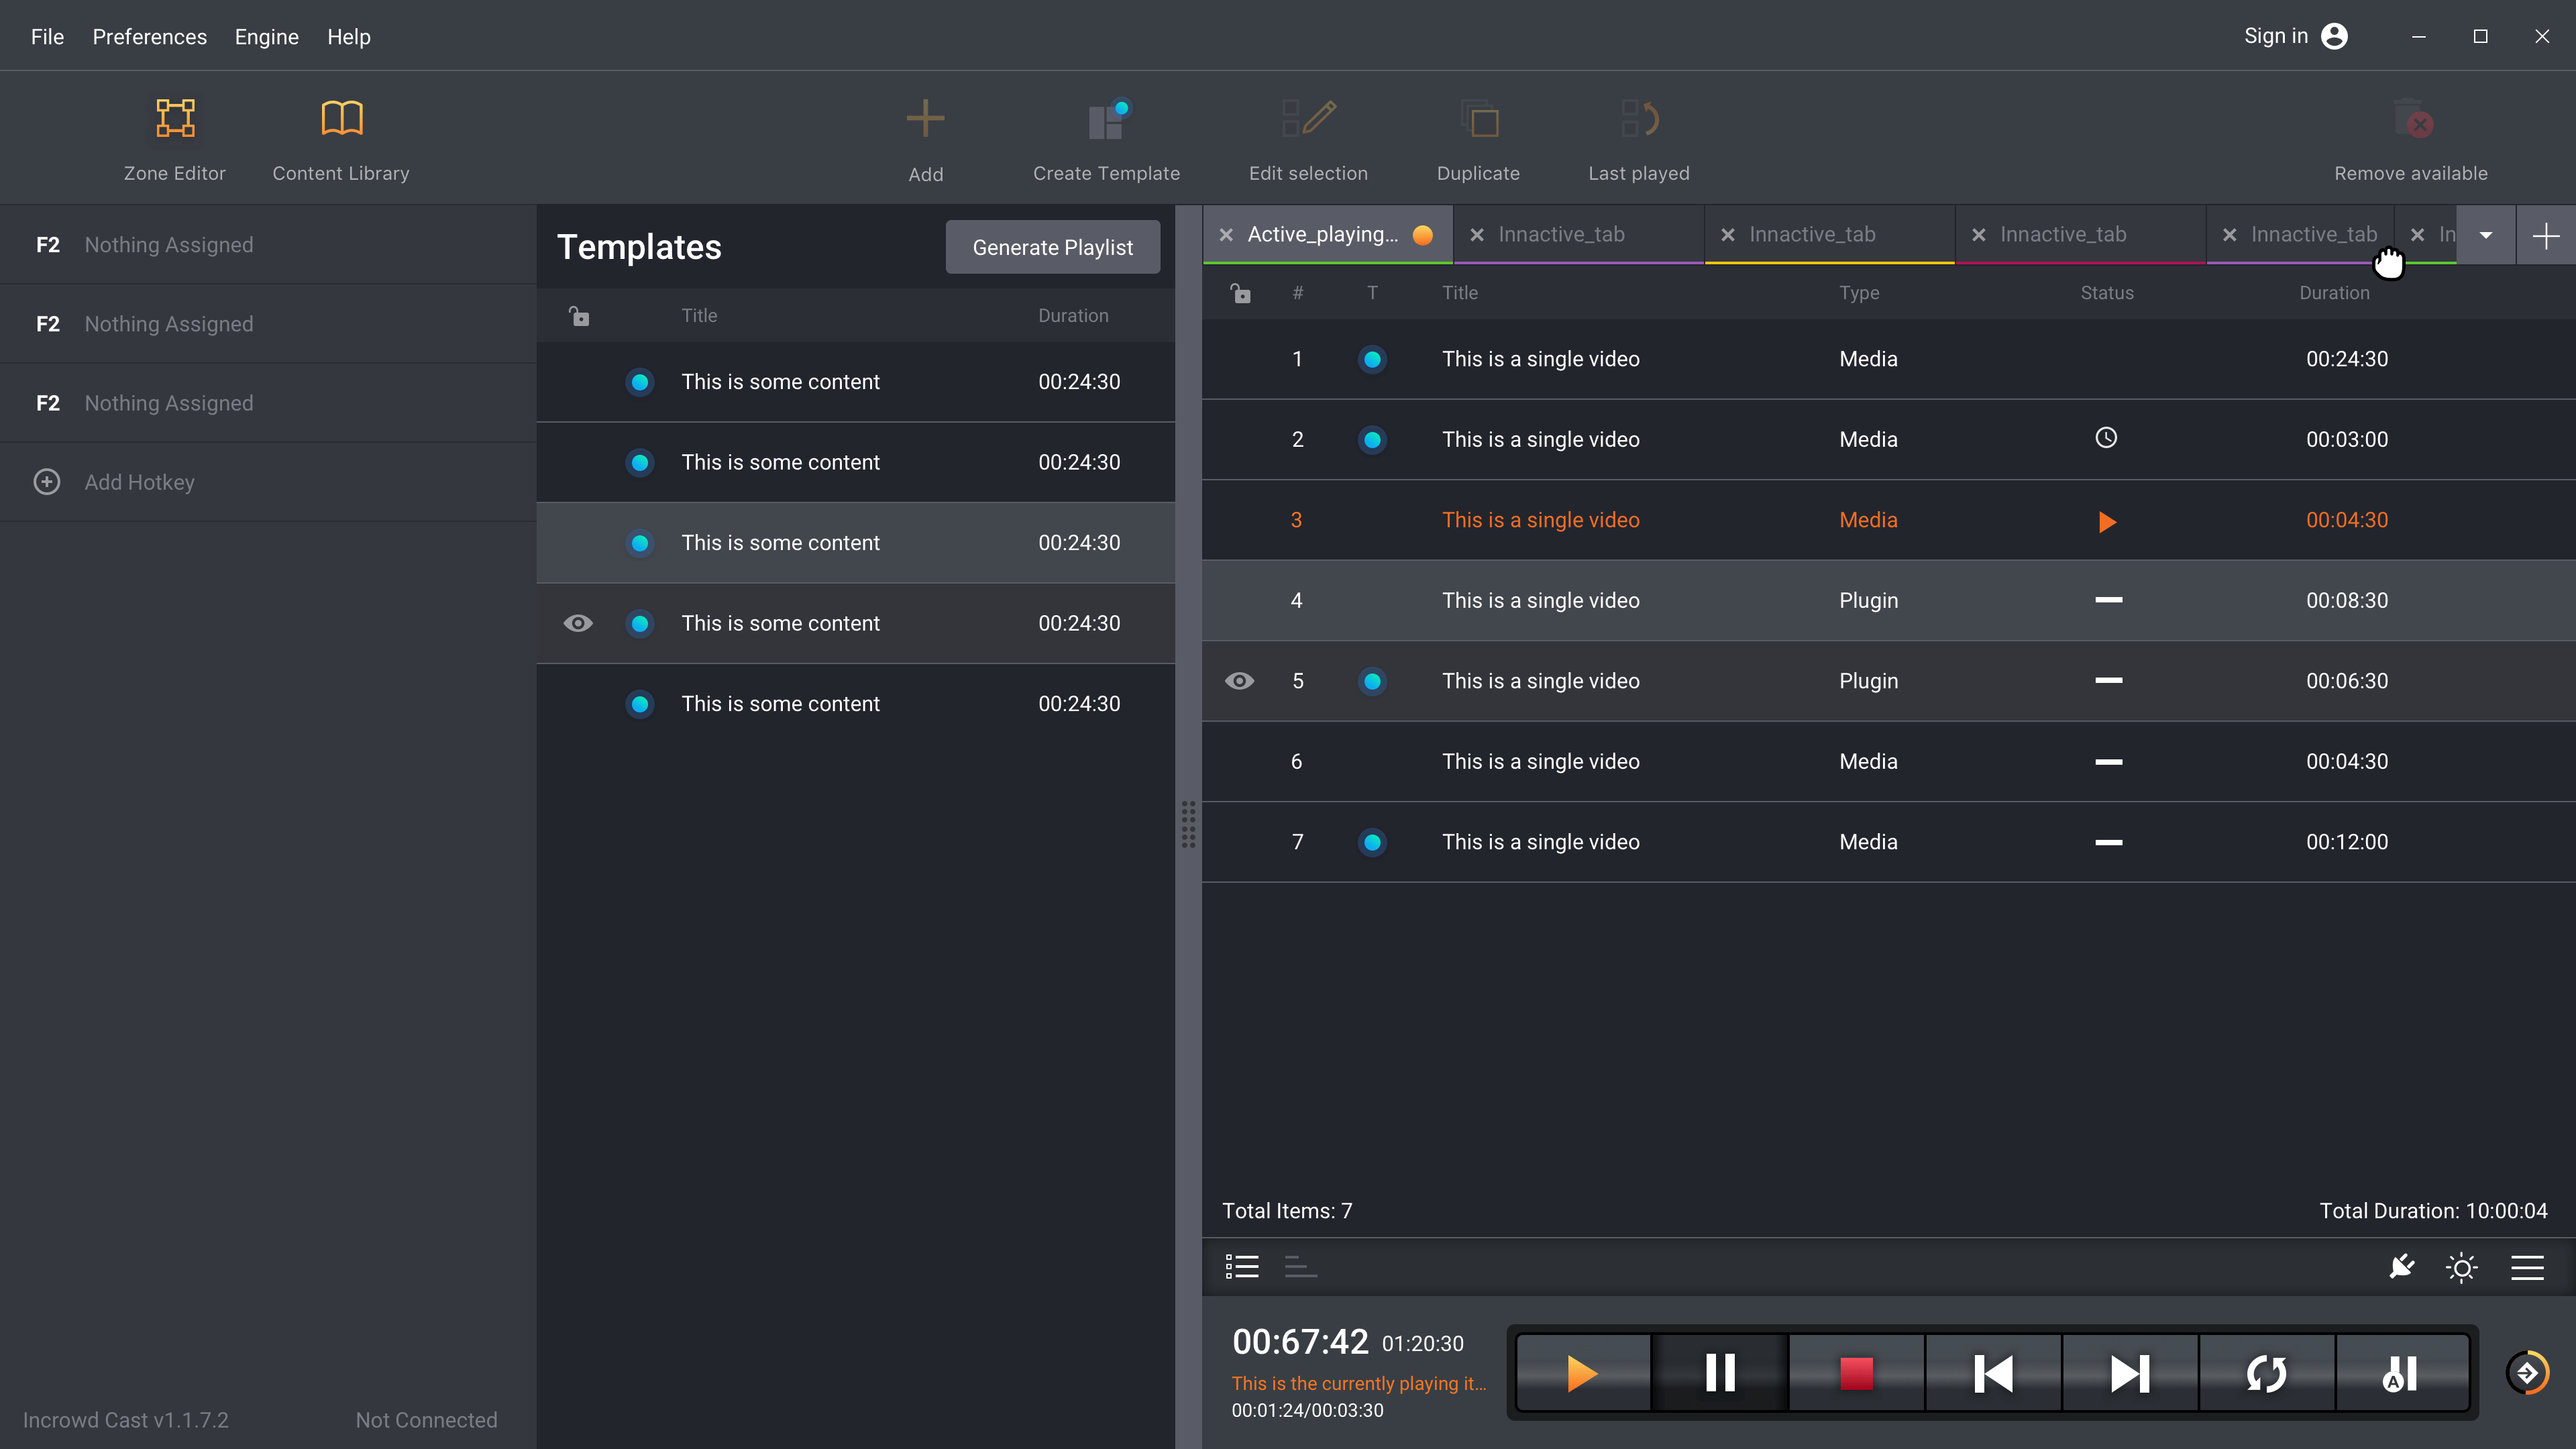 File Preferences Engine Help Sign in
Zone Editor Content Library Add Create Template Edit selection Duplicate Last played Remove available
F2 Nothing Assigned
F2 Nothing Assigned
F2 Nothing Assigned
Add Hotkey
Incrowd Cast v1.1.7.2 Not Connected
Templates Generate Playlist
Title Duration
This is some content 00:24:30
This is some content 00:24:30
This is some content 00:24:30
This is some content 00:24:30
This is some content 00:24:30
Active_playing... Innactive_tab Innactive_tab Innactive_tab Innactive_tab In
# T Title Type Status Duration
1 This is a single video Media 00:24:30
2 This is a single video Media 00:03:00
3 This is a single video Media 00:04:30
4 This is a single video Plugin 00:08:30
5 This is a single video Plugin 00:06:30
6 This is a single video Media 00:04:30
7 This is a single video Media 00:12:00
Total Items: 7 Total Duration: 10:00:04
00:67:42 01:20:30
This is the currently playing it...
00:01:24/00:03:30
A